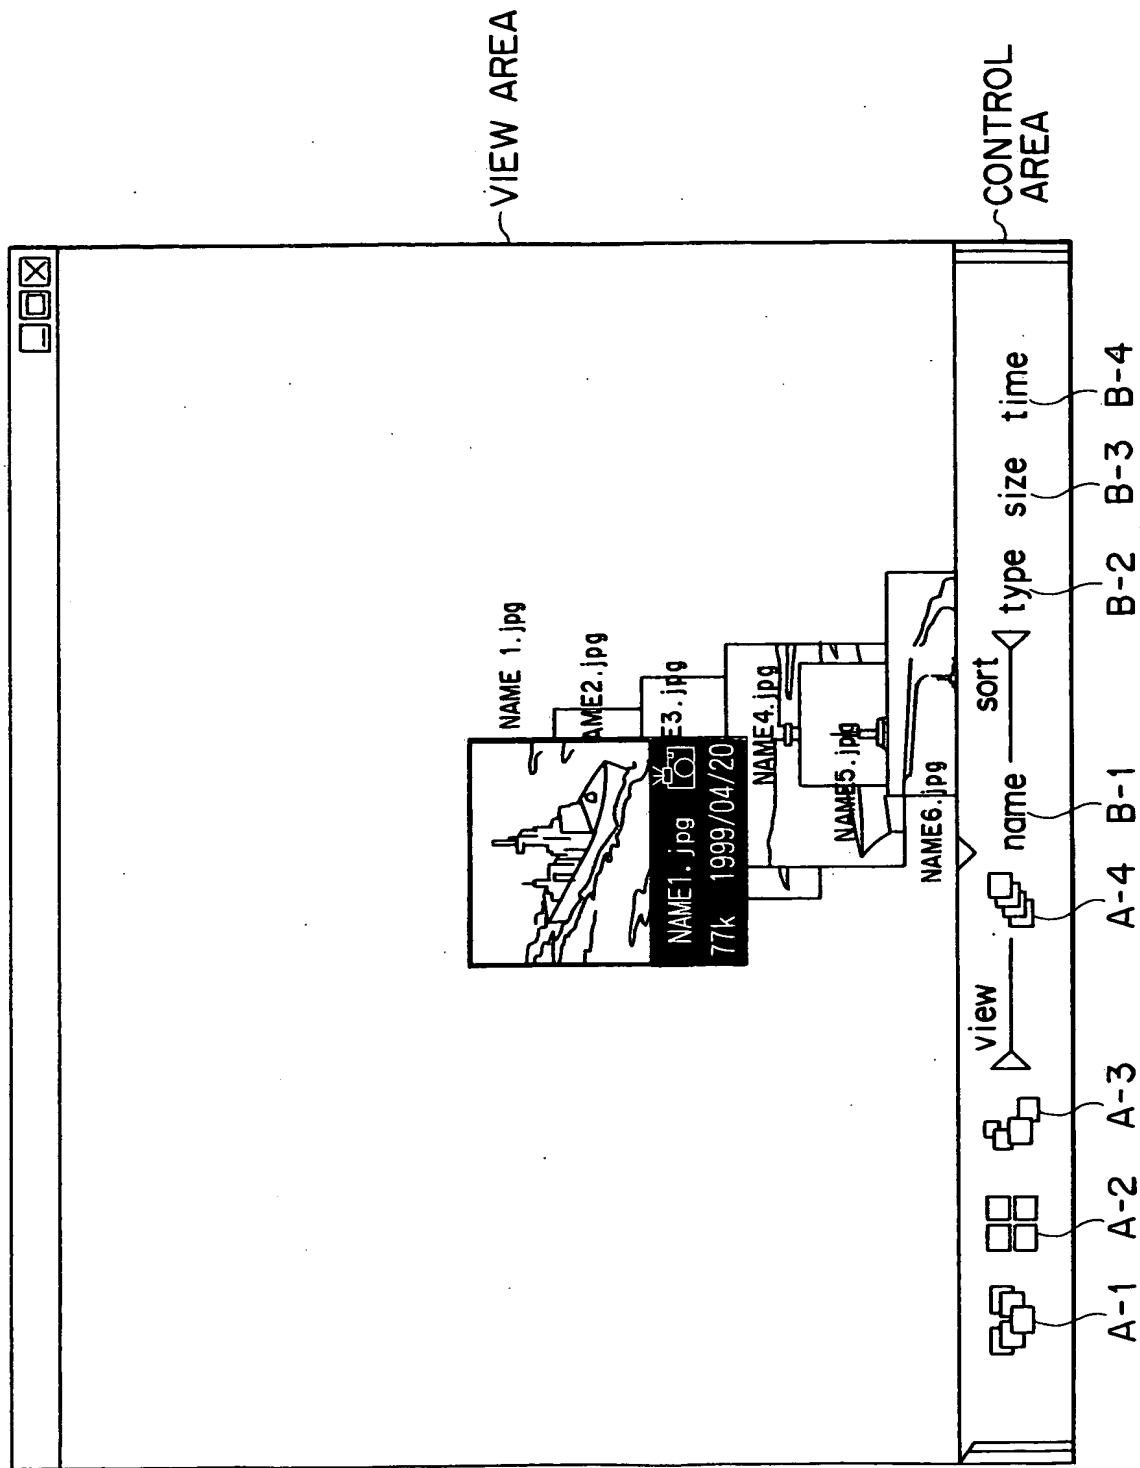 VIEW AREA
NAME 1.jpg
AME2.jpg
E3.jpg
NAME4.jpg
NAME5.jpg
NAME6.jpg
NAME1.jpg
77k 1999/04/20
CONTROL
AREA
view
sort
name
type
size
time
A-1
A-2
A-3
A-4
B-1
B-2
B-3
B-4